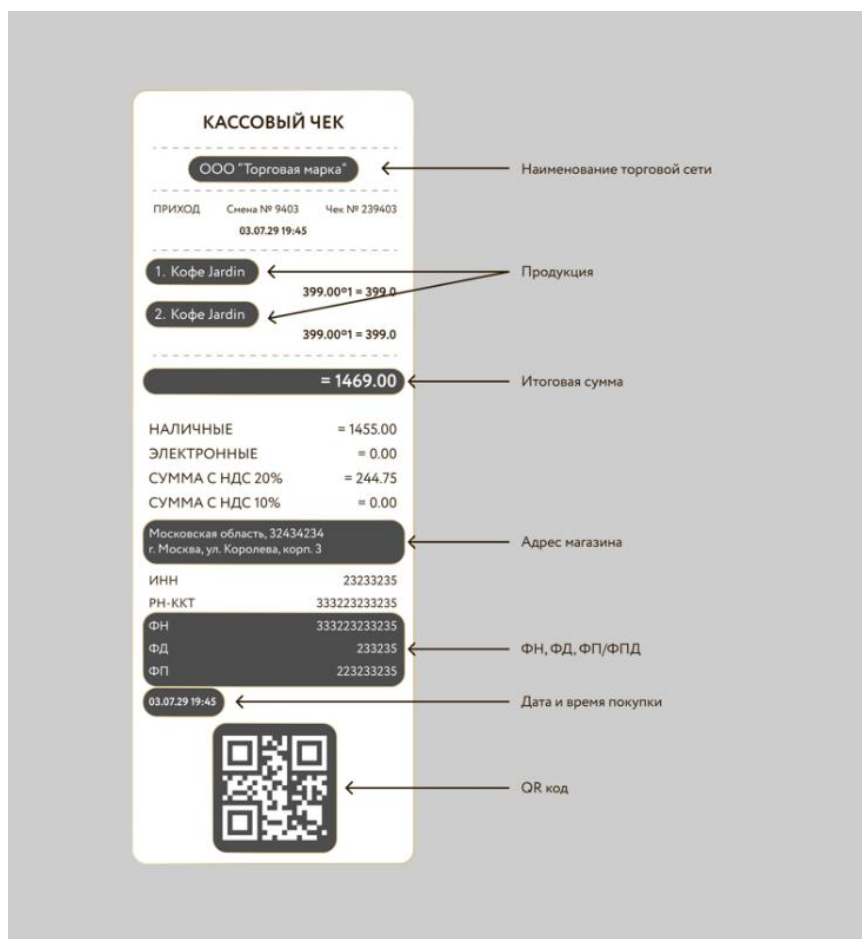 КАССОВЫЙ ЧЕК
ООО "Торговая марка"
Наименование торговой сети
ПРИХОД Смена № 9403 Чек № 239403
03.07.29 19:45
1. Кофе Jardin
Продукция
399.00º1 = 399.0
2. Кофе Jardin
399.00º1 = 399.0
= 1469.00
Итоговая сумма
НАЛИЧНЫЕ = 1455.00
ЭЛЕКТРОННЫЕ = 0.00
СУММА С НДС 20% = 244.75
СУММА С НДС 10% = 0.00
Московская область, 32434234
г. Москва, ул. Королева, корп. 3
Адрес магазина
ИНН 23233235
РН-ККТ 333223233235
ФН 333223233235
ФД 233235
ФН, ФД, ФП/ФПД
ФП 223233235
03.07.29 19:45
Дата и время покупки
QR код